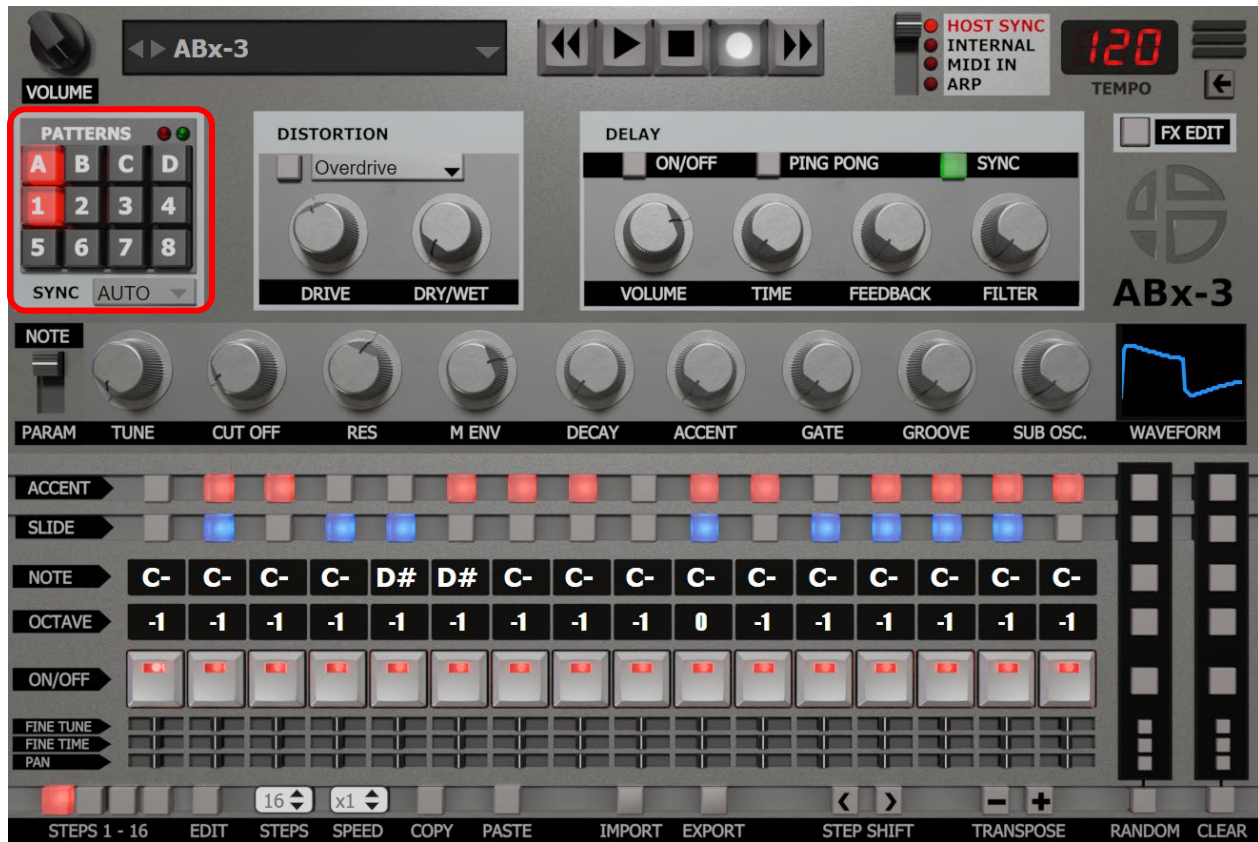 ABx-3
HOST SYNC
INTERNAL
MIDI IN
ARP
120
TEMPO
VOLUME
PATTERNS
A B C D
1 2 3 4
5 6 7 8
SYNC AUTO
DISTORTION
Overdrive
DRIVE DRY/WET
DELAY
ON/OFF PING PONG SYNC
VOLUME TIME FEEDBACK FILTER
FX EDIT
ABx-3
NOTE
PARAM TUNE CUT OFF RES M ENV DECAY ACCENT GATE GROOVE SUB OSC. WAVEFORM
ACCENT
SLIDE
NOTE C- C- C- C- D# D# C- C- C- C- C- C- C- C- C- C-
OCTAVE -1 -1 -1 -1 -1 -1 -1 -1 -1 0 -1 -1 -1 -1 -1 -1
ON/OFF
FINE TUNE
FINE TIME
PAN
16 x1 - +
STEPS 1 - 16 EDIT STEPS SPEED COPY PASTE IMPORT EXPORT STEP SHIFT TRANSPOSE RANDOM CLEAR